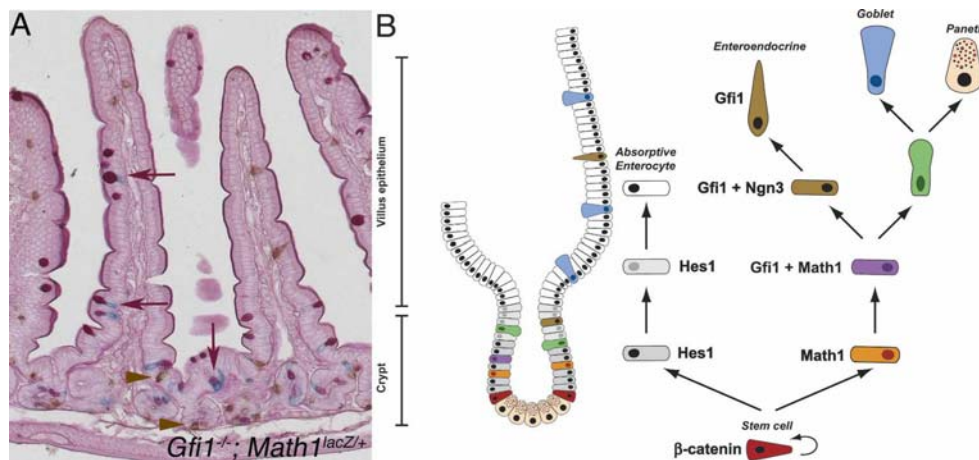 A
Villus epithelium
Crypt
Gfi1-/-; Math1lacZ/+
B
Goblet
Enteroendocrine
Gfi1
Absorptive
Enterocyte
Gfi1 + Ngn3
Hes1
Gfi1 + Math1
Hes1
Math1
Stem cell
β-catenin